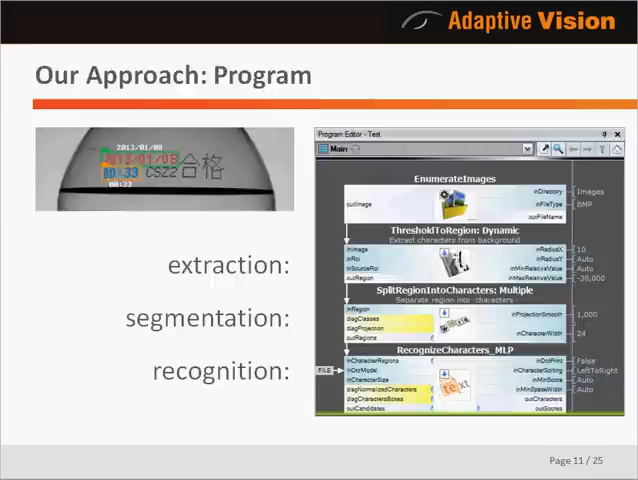 Adaptive Vision
Our Approach: Program
2013/01/08
2013/01/08
00:33 CSZ2 合格
08:33
extraction:
segmentation:
recognition:
Program Editor - Test
Main
EnumerateImages
inDirectory Images
outImage inFileType BMP
outFileName
ThresholdToRegion: Dynamic
Extract characters from background
inImage inRadiusX 10
inRoi inRadiusY Auto
inSourceRoi inMinRelativeValue Auto
outRegion inMaxRelativeValue -30,000
SplitRegionIntoCharacters: Multiple
Separate region into characters
inRegion inProjectionSmooth 1,000
diagClasses
diagProjection inCharacterWidth 24
outRegions
RecognizeCharacters_MLP
inCharacterRegions inDotPrint False
FILE inOcrModel inCharacterSorting LeftToRight
inCharacterSize inMinScore Auto
diagNormalizedCharacters inMinSpaceWidth Auto
diagCharactersBoxes outCharacters
outCandidates outScores
text
Page 11 / 25